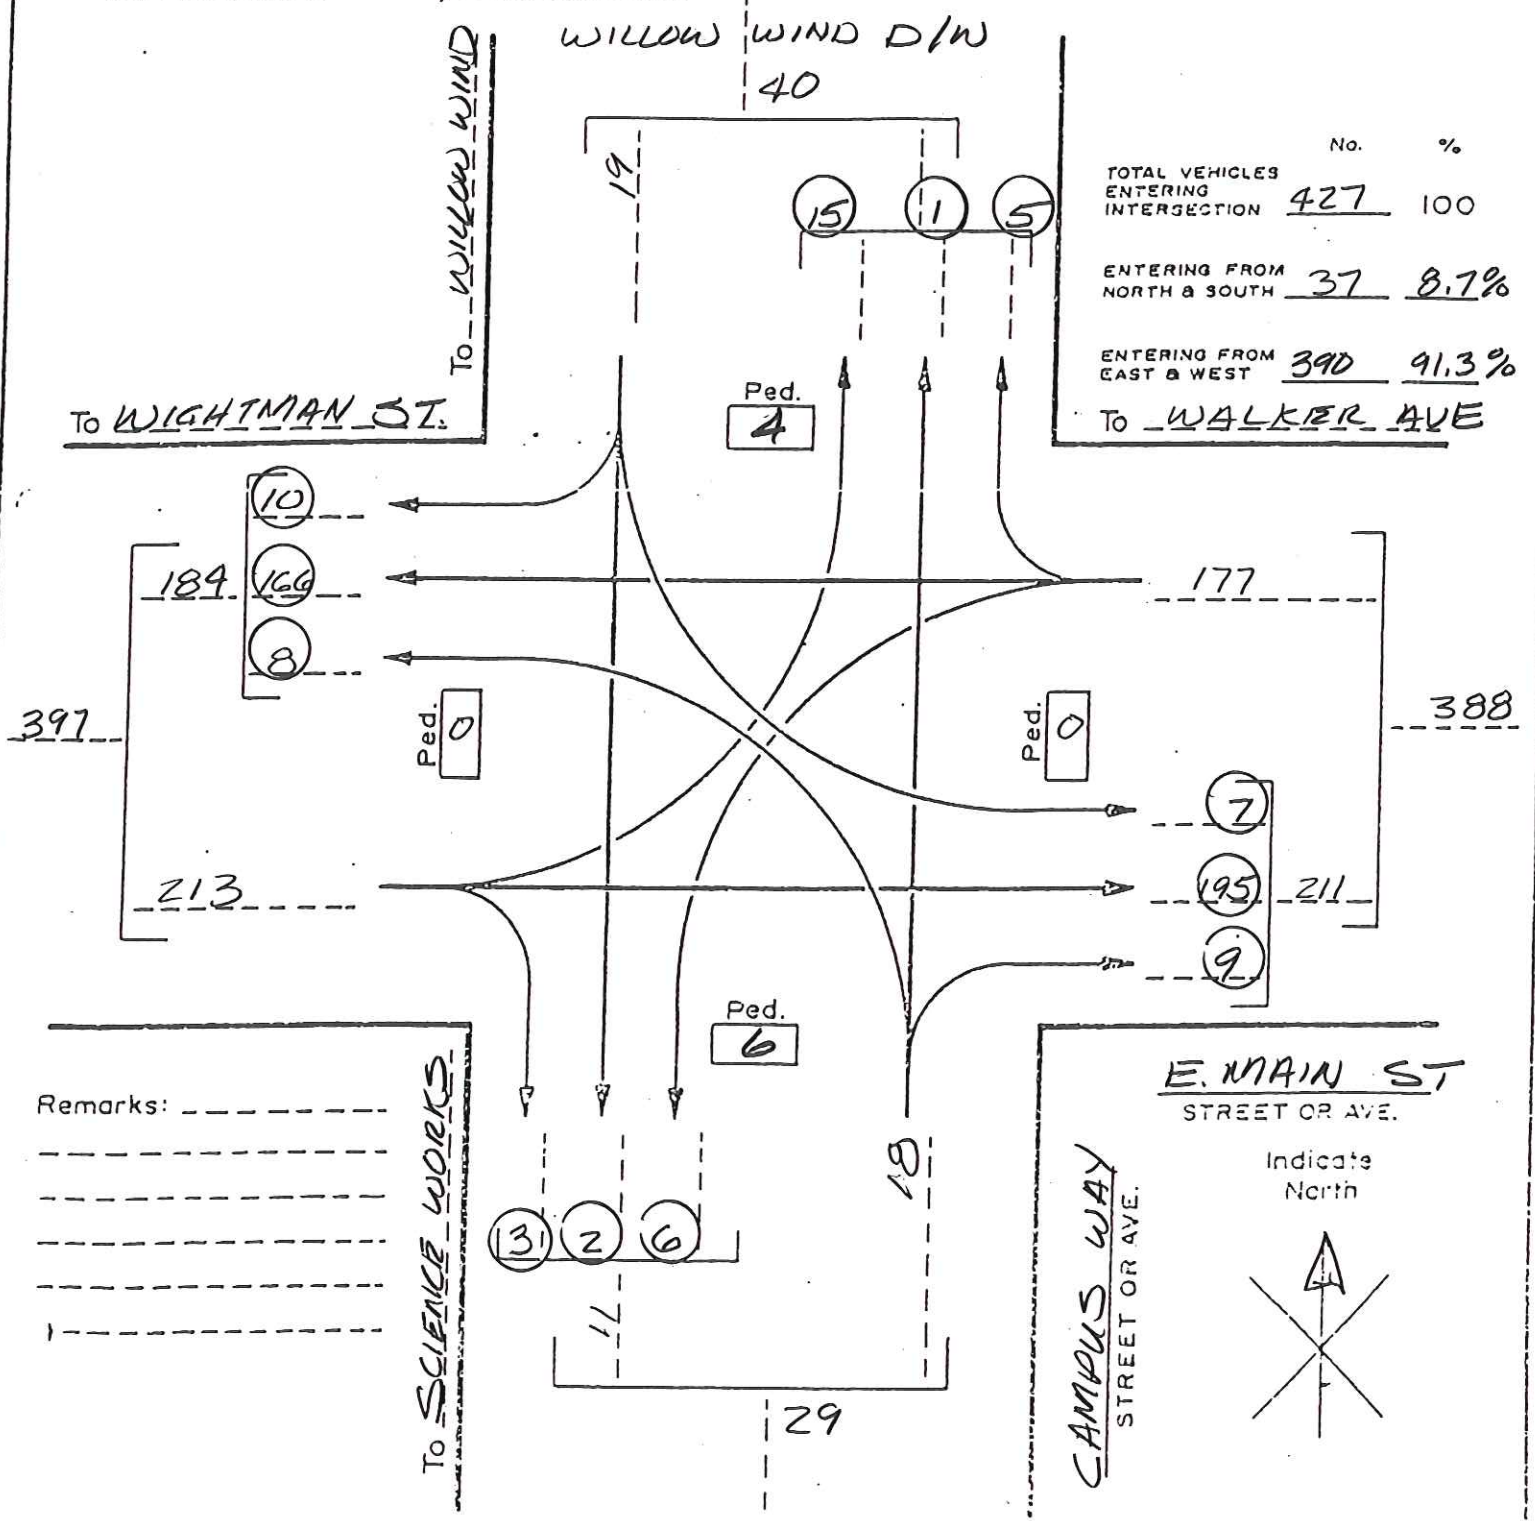 WILLOW WIND D/W
40
To WILLOW WIND
19
15 1 5
No. %
TOTAL VEHICLES
ENTERING
INTERSECTION 427 100
ENTERING FROM
NORTH & SOUTH 37 8.7%
ENTERING FROM
EAST & WEST 390 91.3%
To WIGHTMAN ST.
Ped.
4
To WALKER AVE
10
184 166
8
177
397
Ped.
0
Ped.
0
388
7
213
195 211
9
Ped.
6
Remarks:
To SCIENCE WORKS
3 2 6
11
18
29
E. MAIN ST
STREET OR AVE.
Indicate
North
CAMPUS WAY
STREET OR AVE.